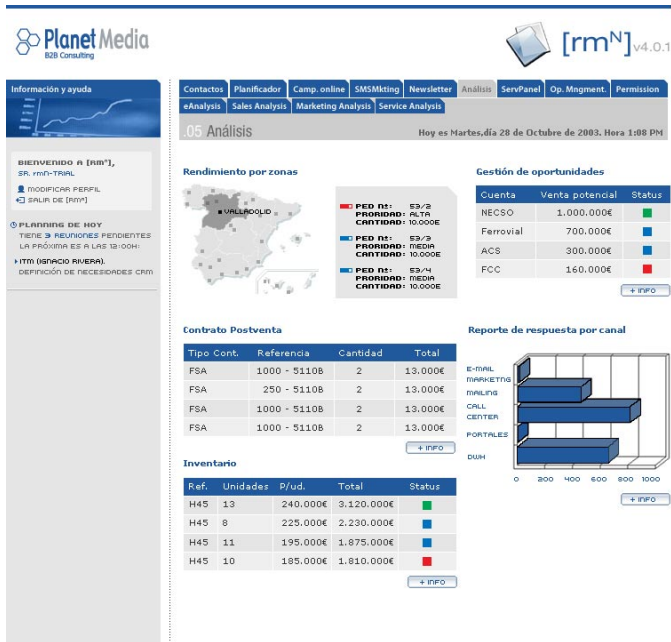 Planet Media
B2B Consulting
[rmN]v4.0.1
Información y ayuda
Contactos Planificador Camp. online SMSMkting Newsletter Análisis ServPanel Op. Mngment. Permission
eAnalysis Sales Analysis Marketing Analysis Service Analysis
.05 Análisis
Hoy es Martes,día 28 de Octubre de 2003. Hora 1:08 PM
BIENVENIDO A [RMn],
SR. rmn-TRIAL
MODIFICAR PERFIL
SALIR DE [RMn]
PLANNING DE HOY
TIENE 3 REUNIONES PENDIENTES
LA PRÓXIMA ES A LAS 12:00H:
ITM (IGNACIO RIVERA).
DEFINICIÓN DE NECESIDADES CRM
Rendimiento por zonas
VALLADOLID
PED Nº: 53/2
PRORIDAD: ALTA
CANTIDAD: 10.000E
PED Nº: 53/3
PRORIDAD: MEDIA
CANTIDAD: 10.000E
PED Nº: 53/4
PRORIDAD: MEDIA
CANTIDAD: 10.000E
Gestión de oportunidades
Cuenta Venta potencial Status
NECSO 1.000.000€
Ferrovial 700.000€
ACS 300.000€
FCC 160.000€
+ INFO
Contrato Postventa
Tipo Cont. Referencia Cantidad Total
FSA 1000 - 5110B 2 13.000€
FSA 250 - 5110B 2 13.000€
FSA 1000 - 5110B 2 13.000€
FSA 1000 - 5110B 2 13.000€
+ INFO
Reporte de respuesta por canal
E-MAIL
MARKETNG
MAILING
CALL
CENTER
PORTALES
DWH
0 200 400 600 800 1000
+ INFO
Inventario
Ref. Unidades P/ud. Total Status
H45 13 240.000€ 3.120.000€
H45 8 225.000€ 2.230.000€
H45 11 195.000€ 1.875.000€
H45 10 185.000€ 1.810.000€
+ INFO